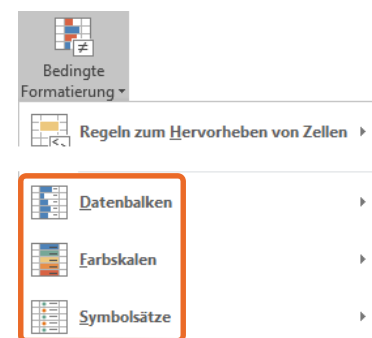 Bedingte
Formatierung
Regeln zum Hervorheben von Zellen
Datenbalken
Farbskalen
Symbolsätze